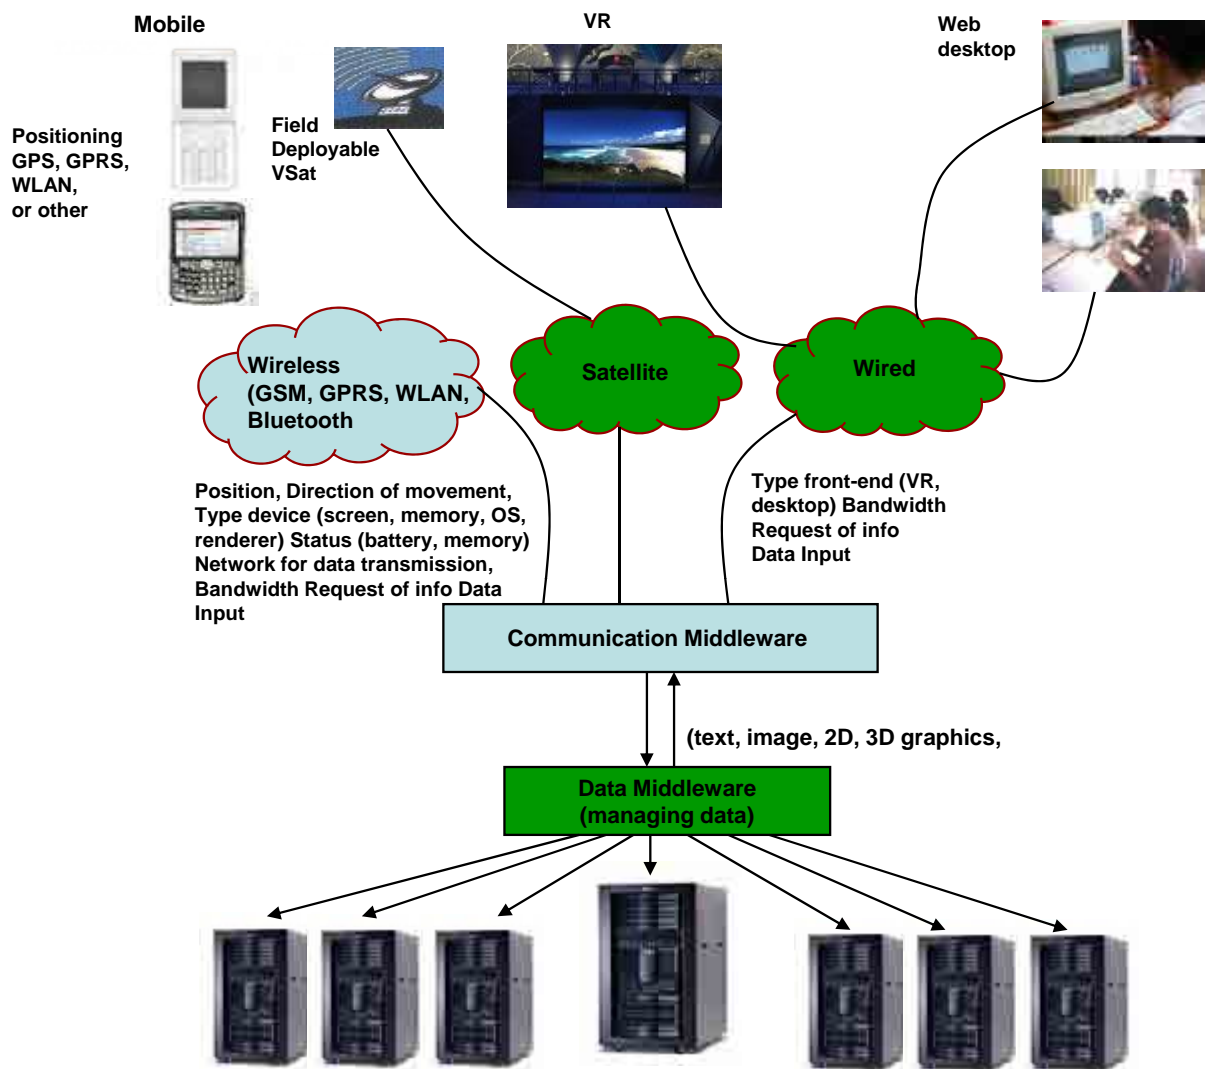 Mobile
VR
Web
desktop
Positioning
GPS, GPRS,
WLAN,
or other
Field
Deployable
VSat
Wireless
(GSM, GPRS, WLAN,
Bluetooth
Satellite
Wired
Position, Direction of movement,
Type device (screen, memory, OS,
renderer) Status (battery, memory)
Network for data transmission,
Bandwidth Request of info Data
Input
Type front-end (VR,
desktop) Bandwidth
Request of info
Data Input
Communication Middleware
(text, image, 2D, 3D graphics,
Data Middleware
(managing data)